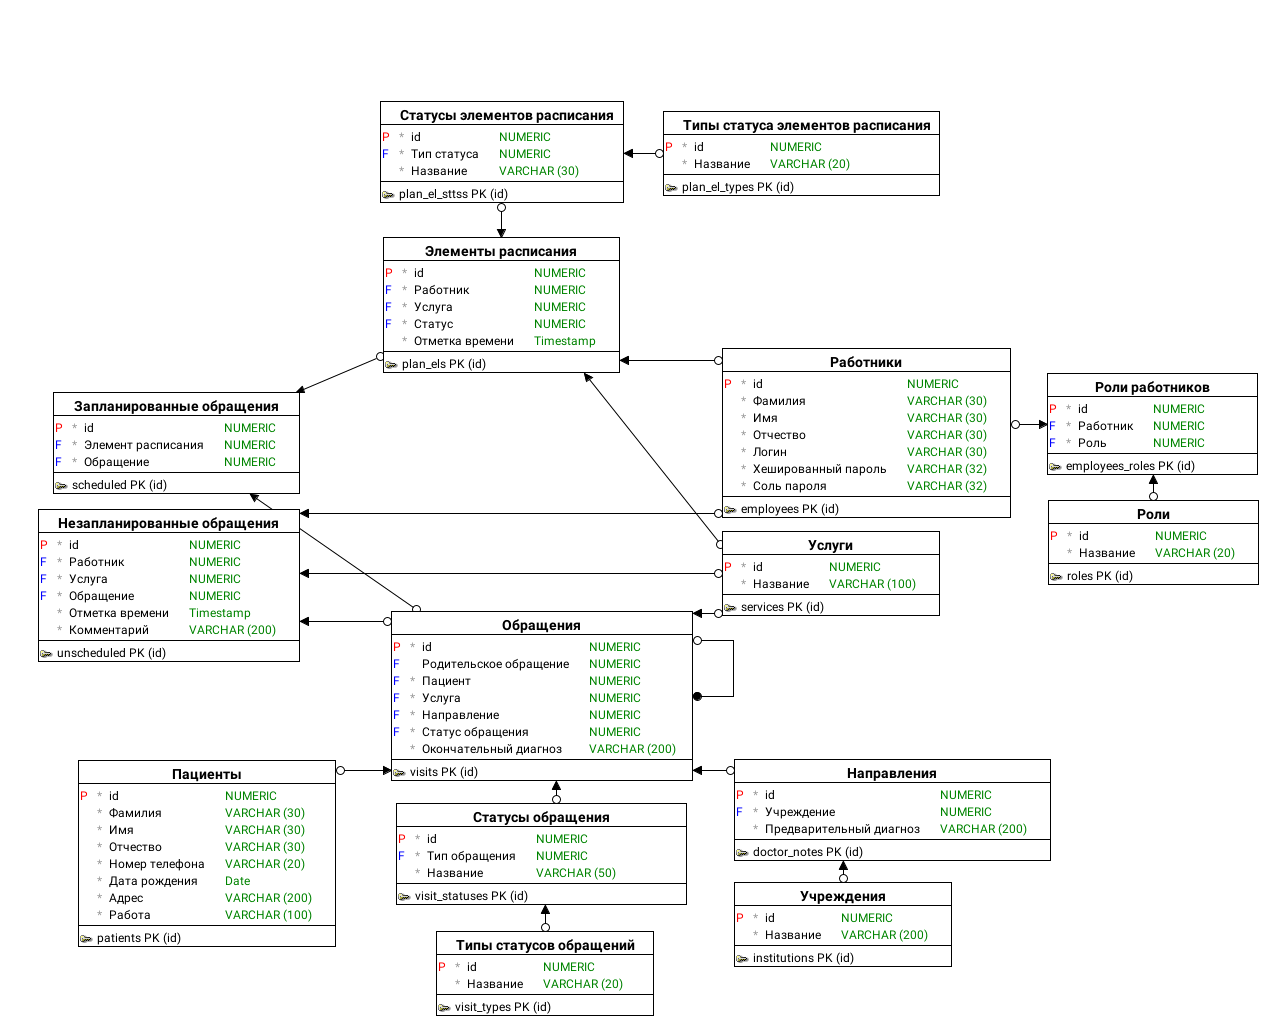 Статусы элементов расписания
P * id NUMERIC
F * Тип статуса NUMERIC
* Название VARCHAR (30)
plan_el_sttss PK (id)
Типы статуса элементов расписания
P * id NUMERIC
* Название VARCHAR (20)
plan_el_types PK (id)
Элементы расписания
P * id NUMERIC
F * Работник NUMERIC
F * Услуга NUMERIC
F * Статус NUMERIC
* Отметка времени Timestamp
plan_els PK (id)
Работники
P * id NUMERIC
* Фамилия VARCHAR (30)
* Имя VARCHAR (30)
* Отчество VARCHAR (30)
* Логин VARCHAR (30)
* Хешированный пароль VARCHAR (32)
* Соль пароля VARCHAR (32)
employees PK (id)
Роли работников
P * id NUMERIC
F * Работник NUMERIC
F * Роль NUMERIC
employees_roles PK (id)
Запланированные обращения
P * id NUMERIC
F * Элемент расписания NUMERIC
F * Обращение NUMERIC
scheduled PK (id)
Роли
P * id NUMERIC
* Название VARCHAR (20)
roles PK (id)
Незапланированные обращения
P * id NUMERIC
F * Работник NUMERIC
F * Услуга NUMERIC
F * Обращение NUMERIC
* Отметка времени Timestamp
* Комментарий VARCHAR (200)
unscheduled PK (id)
Услуги
P * id NUMERIC
* Название VARCHAR (100)
services PK (id)
Обращения
P * id NUMERIC
F Родительское обращение NUMERIC
F * Пациент NUMERIC
F * Услуга NUMERIC
F * Направление NUMERIC
F * Статус обращения NUMERIC
* Окончательный диагноз VARCHAR (200)
visits PK (id)
Пациенты
P * id NUMERIC
* Фамилия VARCHAR (30)
* Имя VARCHAR (30)
* Отчество VARCHAR (30)
* Номер телефона VARCHAR (20)
* Дата рождения Date
* Адрес VARCHAR (200)
* Работа VARCHAR (100)
patients PK (id)
Направления
P * id NUMERIC
F * Учреждение NUMERIC
* Предварительный диагноз VARCHAR (200)
doctor_notes PK (id)
Статусы обращения
P * id NUMERIC
F * Тип обращения NUMERIC
* Название VARCHAR (50)
visit_statuses PK (id)
Учреждения
P * id NUMERIC
* Название VARCHAR (200)
institutions PK (id)
Типы статусов обращений
P * id NUMERIC
* Название VARCHAR (20)
visit_types PK (id)